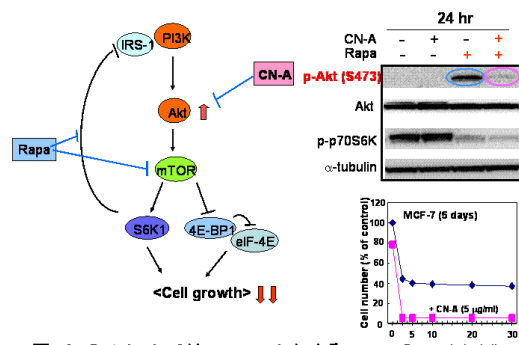 IRS-1
PI3K
CN-A
Akt
Rapa
mTOR
S6K1
4E-BP1
eIF-4E
<Cell growth>
24 hr
CN-A - + - +
Rapa - - + +
p-Akt (S473)
Akt
p-p70S6K
α-tubulin
Cell number (% of control)
MCF-7 (5 days)
+ CN-A (5 µg/ml)
120
100
80
60
40
20
0
0 5 10 20 30